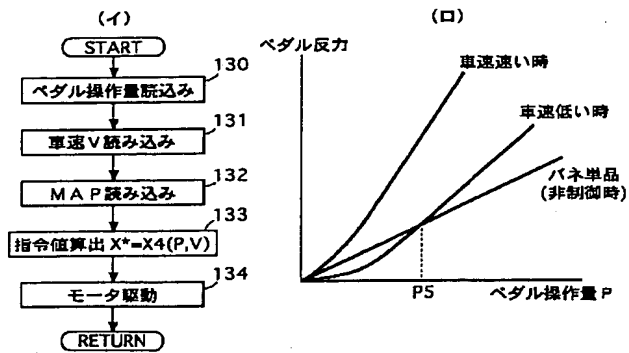 (イ)
START
130
ペダル操作量読込み
131
車速V読み込み
132
MAP読み込み
133
指令値算出 X*=X4(P,V)
134
モータ駆動
RETURN
(ロ)
ペダル反力
車速速い時
車速低い時
バネ単品
(非制御時)
PS
ペダル操作量P